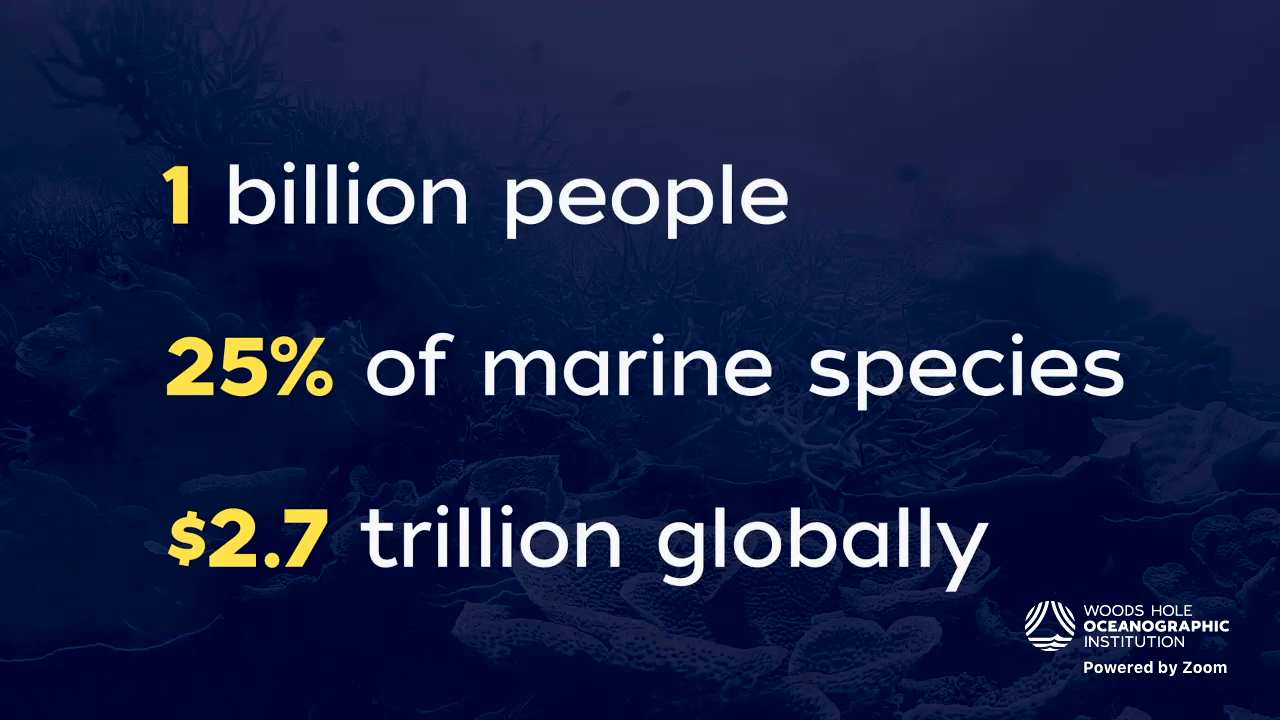 1 billion people
25% of marine species
$2.7 trillion globally
WOODS HOLE
OCEANOGRAPHIC
INSTITUTION
Powered by Zoom